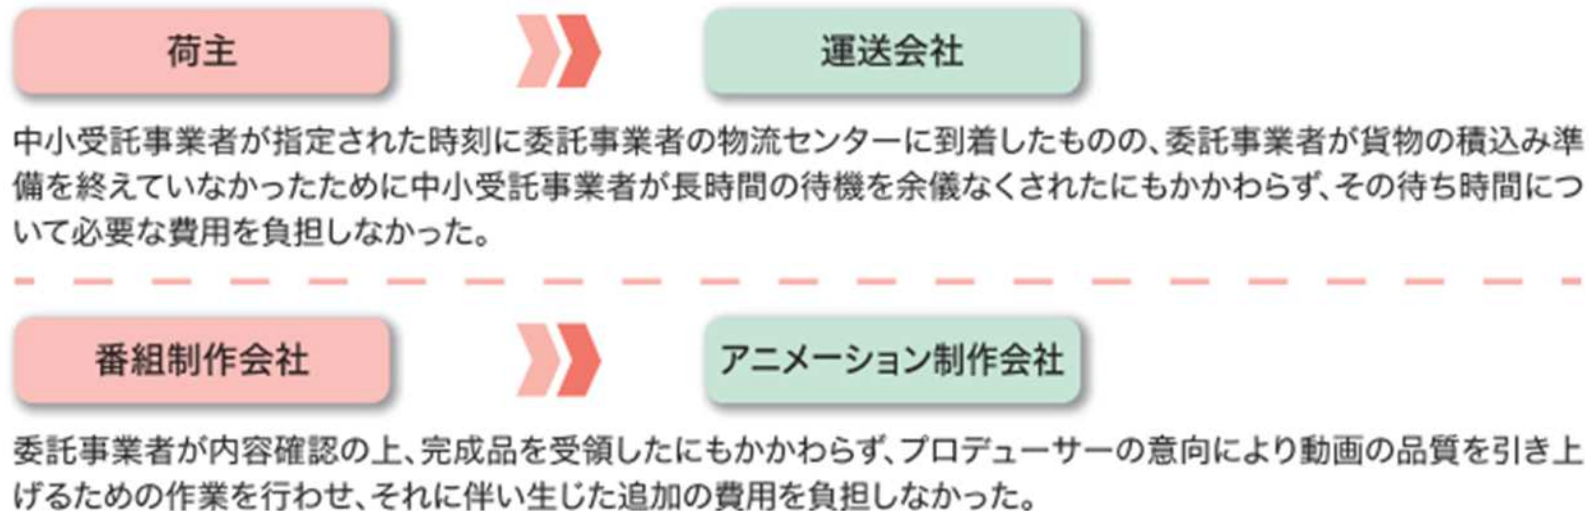 荷主
運送会社
中小受託事業者が指定された時刻に委託事業者の物流センターに到着したものの、委託事業者が貨物の積込み準
備を終えていなかったために中小受託事業者が長時間の待機を余儀なくされたにもかかわらず、その待ち時間につ
いて必要な費用を負担しなかった。
番組制作会社
アニメーション制作会社
委託事業者が内容確認の上、完成品を受領したにもかかわらず、プロデューサーの意向により動画の品質を引き上
げるための作業を行わせ、それに伴い生じた追加の費用を負担しなかった。